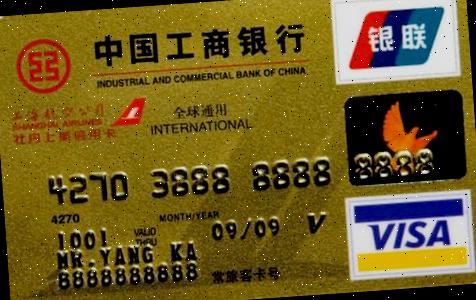 中国工商银行
银联
INDUSTRIAL AND COMMERCIAL BANK OF CHINA
上海航空公司
SHANGHAI AIRLINES
全球通用
INTERNATIONAL
8888
4270 3888 8888 8888
4270
MONTH/YEAR
1001
VALID
THRU
09/09 V
MR.YANG KA
8888888888
常旅客卡号
VISA